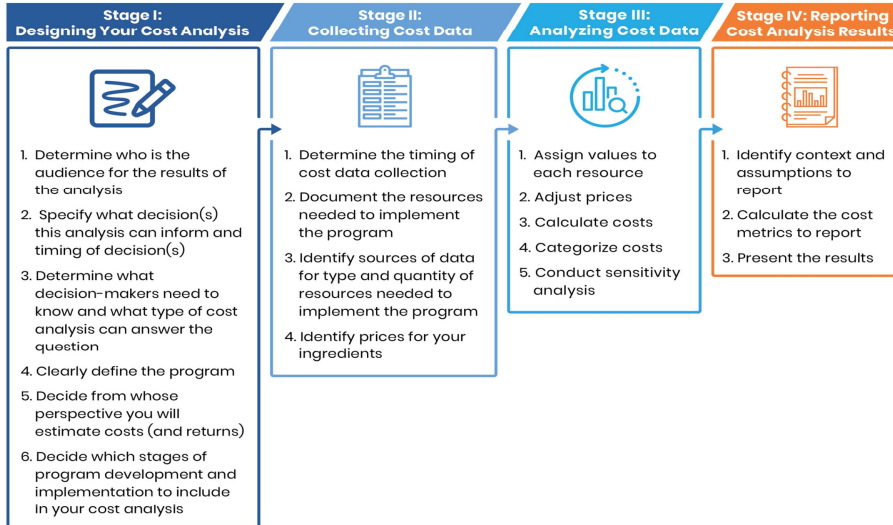 Stage I:
Designing Your Cost Analysis
1. Determine who is the
audience for the results of
the analysis
2. Specify what decision(s)
this analysis can inform and
timing of decision(s)
3. Determine what
decision-makers need to
know and what type of cost
analysis can answer the
question
4. Clearly define the program
5. Decide from whose
perspective you will
estimate costs (and returns)
6. Decide which stages of
program development and
implementation to include
in your cost analysis
Stage II:
Collecting Cost Data
1. Determine the timing of
cost data collection
2. Document the resources
needed to implement
the program
3. Identify sources of data
for type and quantity of
resources needed to
implement the program
4. Identify prices for your
ingredients
Stage III:
Analyzing Cost Data
1. Assign values to
each resource
2. Adjust prices
3. Calculate costs
4. Categorize costs
5. Conduct sensitivity
analysis
Stage IV: Reporting
Cost Analysis Results
1. Identify context and
assumptions to
report
2. Calculate the cost
metrics to report
3. Present the results